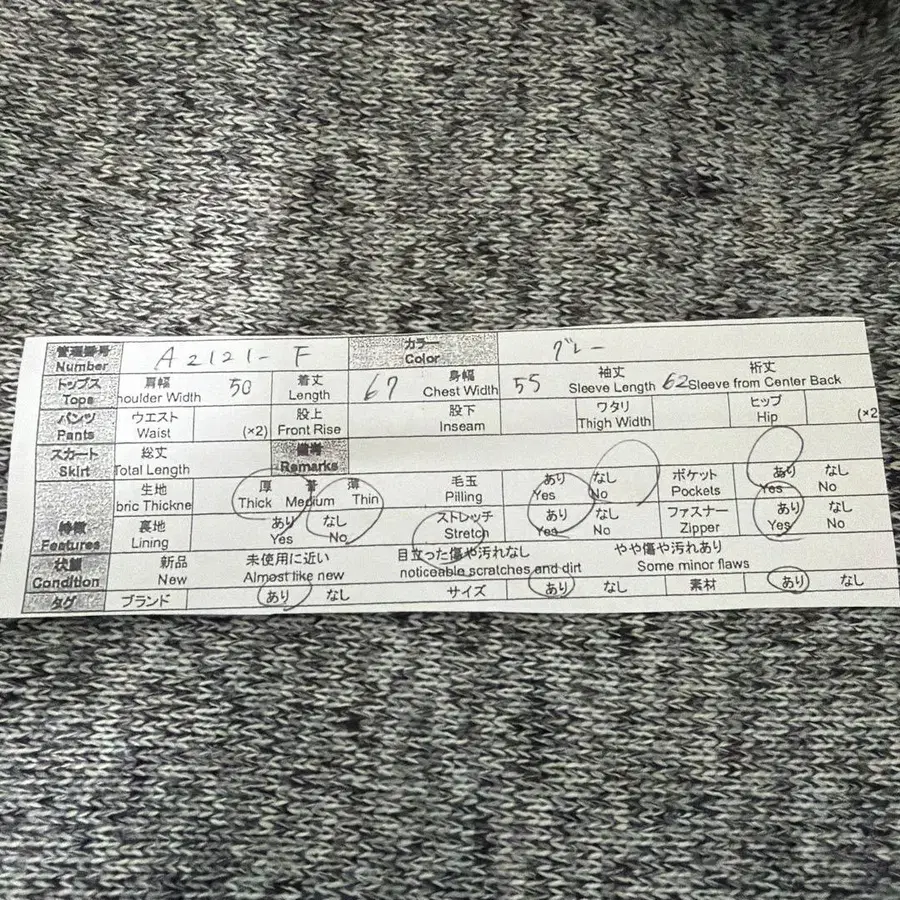 管理番号 Number A2121-F カラー Color グレー
トップス Tops 肩幅 houlder Width 50 着丈 Length 67 身幅 Chest Width 55 袖丈 Sleeve Length 62 裄丈 Sleeve from Center Back
パンツ Pants ウエスト Waist (×2) 股上 Front Rise 股下 Inseam ワタリ Thigh Width ヒップ Hip (×2
スカート Skirt 総丈 Total Length 備考 Remarks
特徴 Features 生地 bric Thickne 厚 Thick Medium 薄 Thin 毛玉 Pilling あり Yes なし No ポケット Pockets あり Yes なし No
裏地 Lining あり Yes なし No ストレッチ Stretch あり Yes なし No ファスナー Zipper あり Yes なし No
状態 Condition 新品 New 未使用に近い Almost like new 目立った傷や汚れなし noticeable scratches and dirt やや傷や汚れあり Some minor flaws
タグ ブランド あり なし サイズ あり なし 素材 あり なし